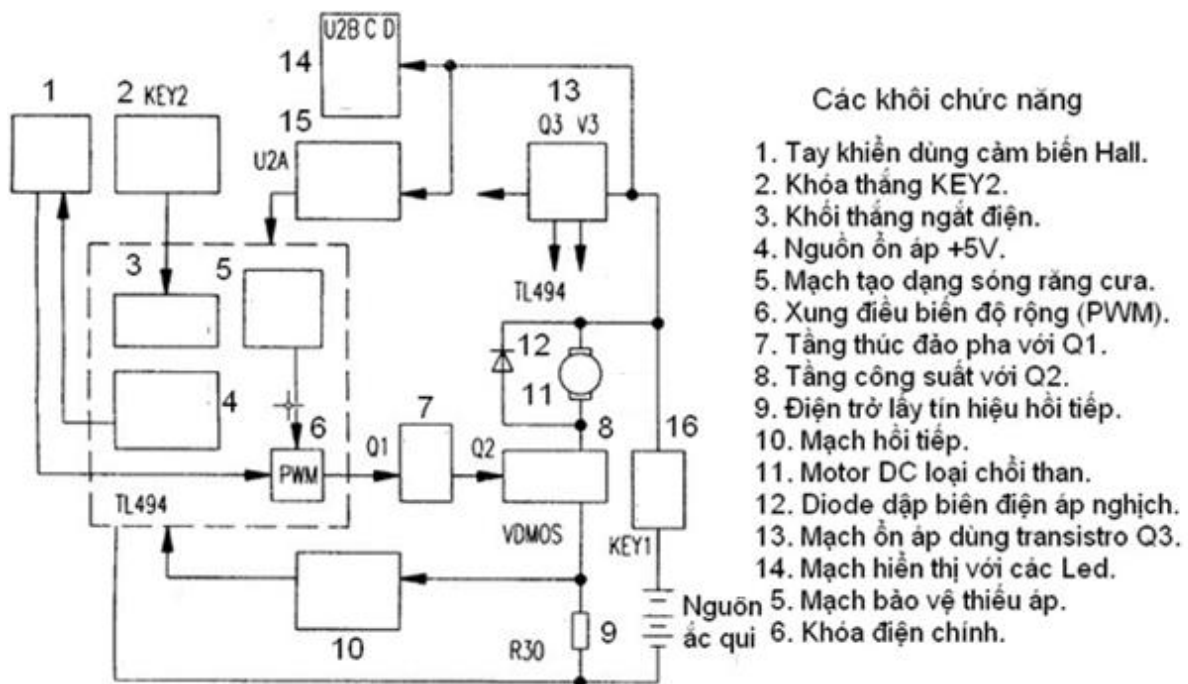 U2B C D
14
1
2 KEY2
15
U2A
13
Q3 V3
3
5
TL494
12
11
4
6
7
8
16
Q1
Q2
PWM
TL494
VDMOS
KEY1
10
R30
9
Nguồn
ắc qui
Các khối chức năng
1. Tay khiển dùng cảm biến Hall.
2. Khóa thắng KEY2.
3. Khối thắng ngắt điện.
4. Nguồn ổn áp +5V.
5. Mạch tạo dạng sóng răng cưa.
6. Xung điều biến độ rộng (PWM).
7. Tầng thúc đảo pha với Q1.
8. Tầng công suất với Q2.
9. Điện trở lấy tín hiệu hồi tiếp.
10. Mạch hồi tiếp.
11. Motor DC loại chổi than.
12. Diode dập biên điện áp nghịch.
13. Mạch ổn áp dùng transistro Q3.
14. Mạch hiển thị với các Led.
5. Mạch bảo vệ thiếu áp.
6. Khóa điện chính.